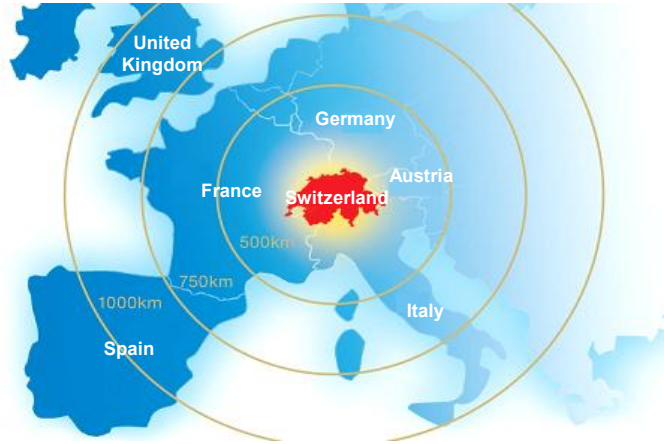 United
Kingdom
Germany
Austria
France
Switzerland
500km
750km
1000km
Italy
Spain